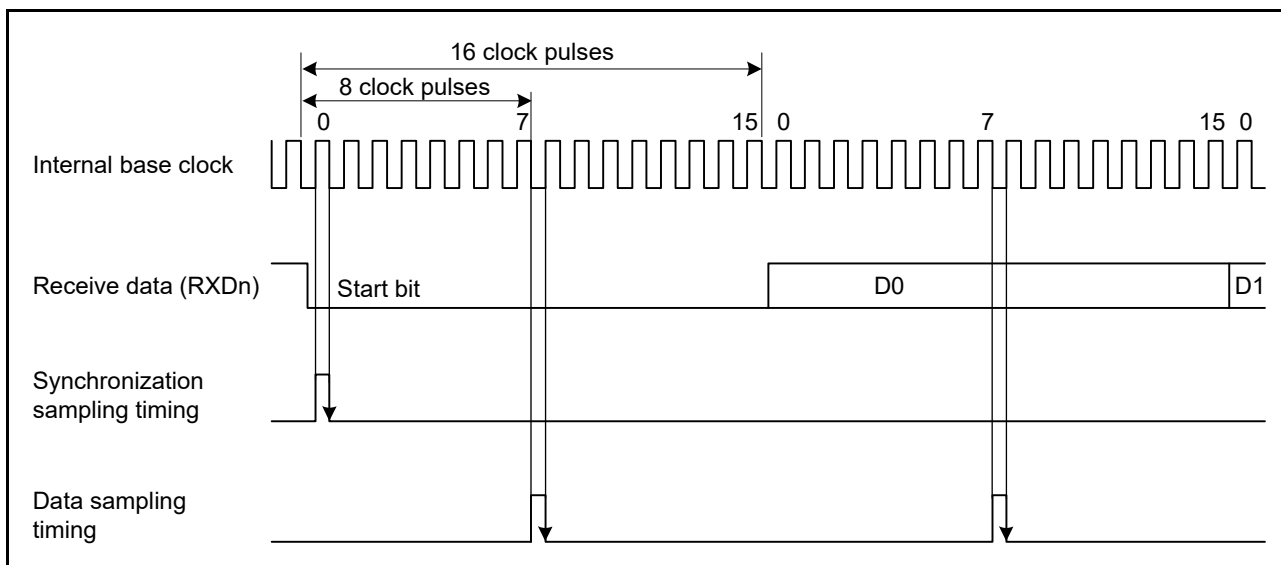 16 clock pulses
8 clock pulses
0 7 15 0 7 15 0
Internal base clock
Receive data (RXDn)
Start bit
D0
D1
Synchronization
sampling timing
Data sampling
timing